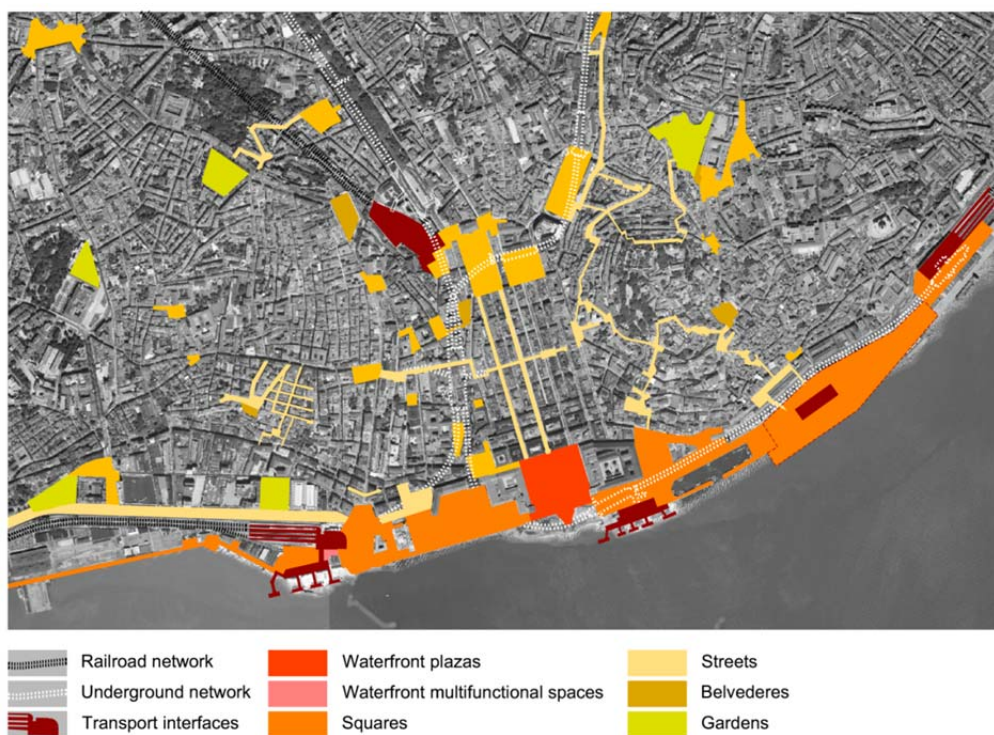 Railroad network
Underground network
Transport interfaces
Waterfront plazas
Waterfront multifunctional spaces
Squares
Streets
Belvederes
Gardens